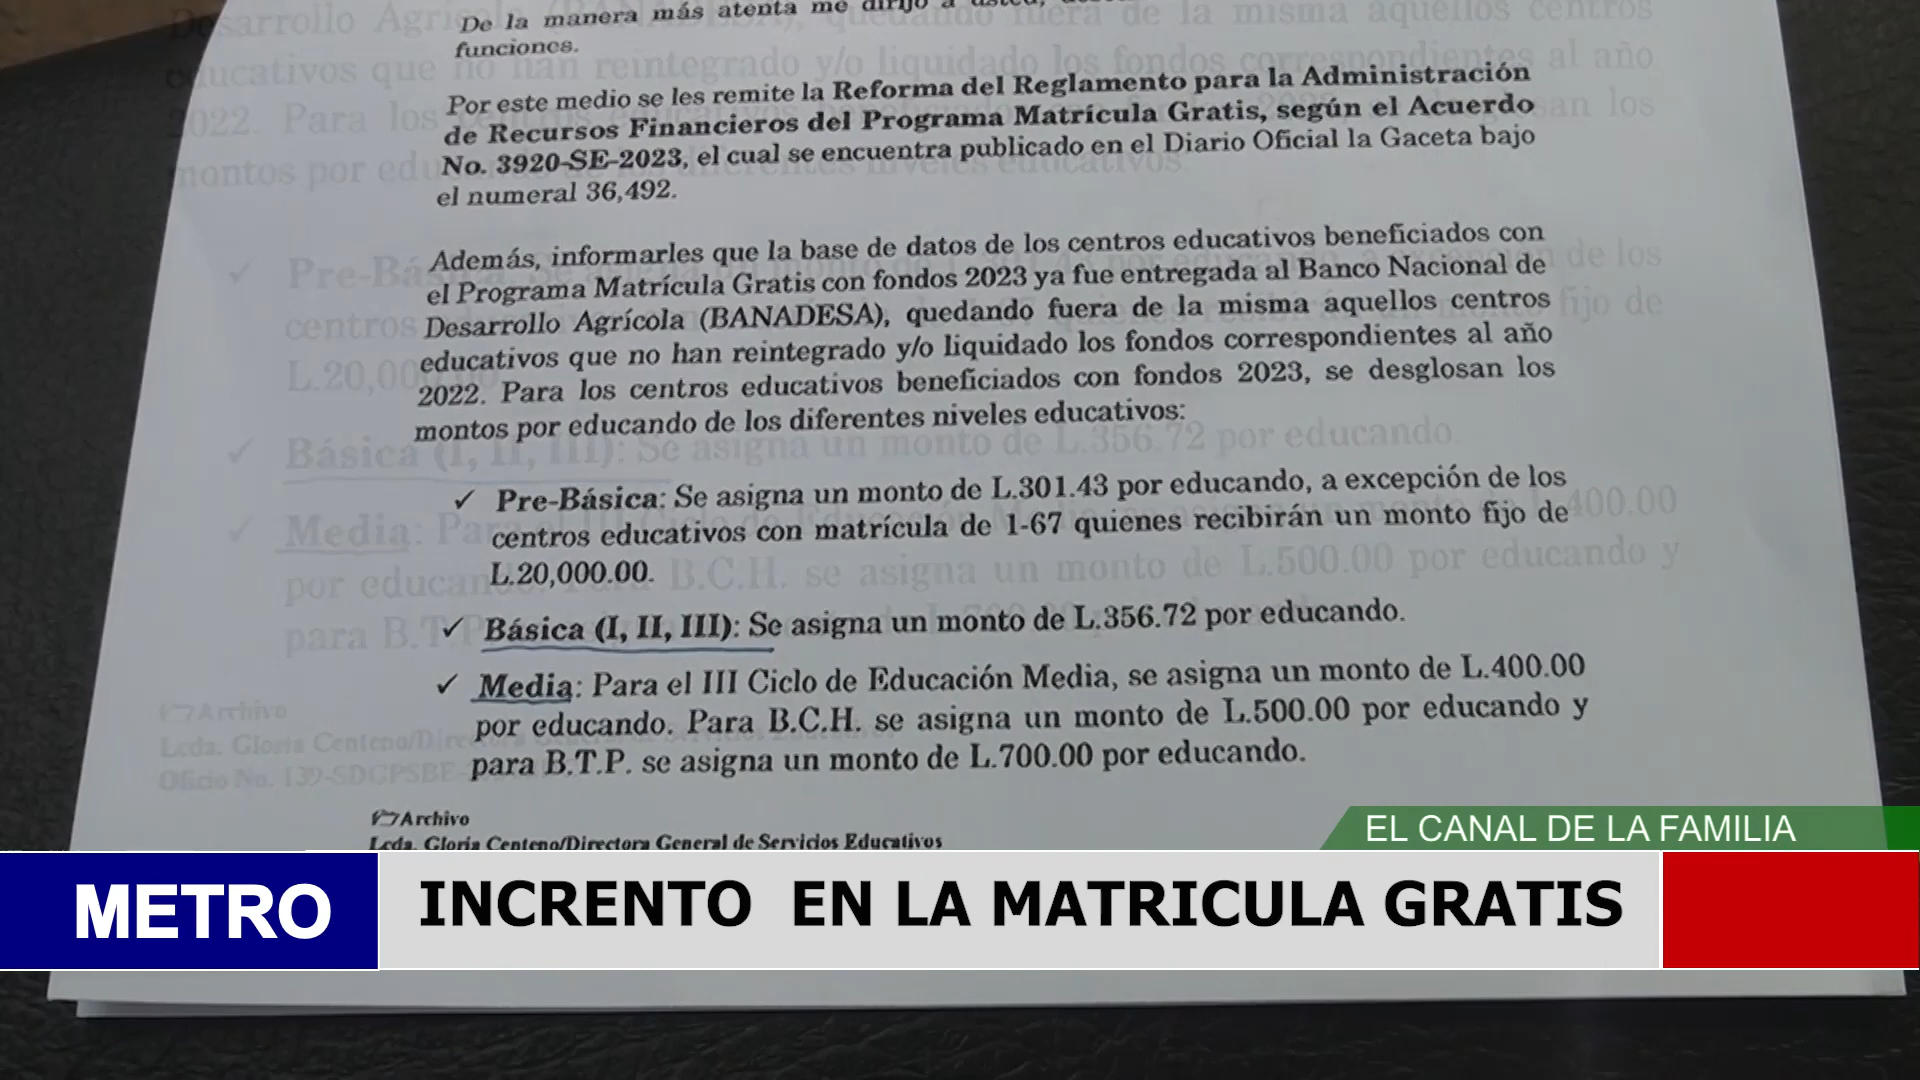 De la manera más atenta me dirijo a usted,
funciones.
Por este medio se les remite la Reforma del Reglamento para la Administración
de Recursos Financieros del Programa Matrícula Gratis, según el Acuerdo
No. 3920-SE-2023, el cual se encuentra publicado en el Diario Oficial la Gaceta bajo
el numeral 36,492.
Además, informarles que la base de datos de los centros educativos beneficiados con
el Programa Matrícula Gratis con fondos 2023 ya fue entregada al Banco Nacional de
Desarrollo Agrícola (BANADESA), quedando fuera de la misma aquellos centros
educativos que no han reintegrado y/o liquidado los fondos correspondientes al año
2022. Para los centros educativos beneficiados con fondos 2023, se desglosan los
montos por educando de los diferentes niveles educativos:
✓ Pre-Básica: Se asigna un monto de L.301.43 por educando, a excepción de los
centros educativos con matrícula de 1-67 quienes recibirán un monto fijo de
L.20,000.00.
✓ Básica (I, II, III): Se asigna un monto de L.356.72 por educando.
✓ Media: Para el III Ciclo de Educación Media, se asigna un monto de L.400.00
por educando. Para B.C.H. se asigna un monto de L.500.00 por educando y
para B.T.P. se asigna un monto de L.700.00 por educando.
Archivo
Lcda. Gloria Centeno/Directora General de Servicios Educativos
EL CANAL DE LA FAMILIA
METRO
INCRENTO EN LA MATRICULA GRATIS